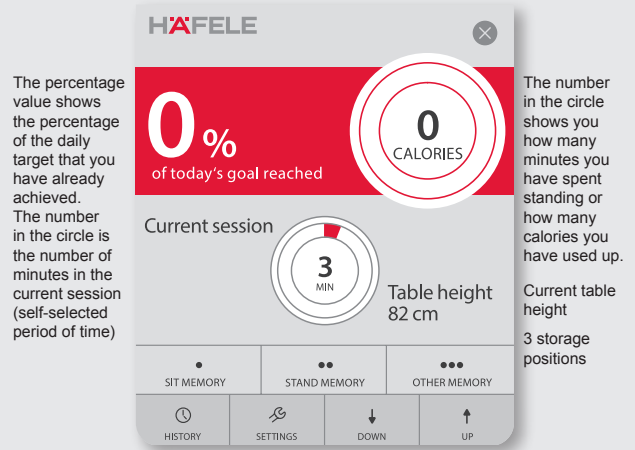 HÄFELE
The percentage
value shows
the percentage
of the daily
target that you
have already
achieved.
The number
in the circle is
the number of
minutes in the
current session
(self-selected
period of time)
0%
of today's goal reached
0
CALORIES
Current session
3
MIN
Table height
82 cm
SIT MEMORY
STAND MEMORY
OTHER MEMORY
HISTORY
SETTINGS
DOWN
UP
The number
in the circle
shows you
how many
minutes you
have spent
standing or
how many
calories you
have used up.
Current table
height
3 storage
positions